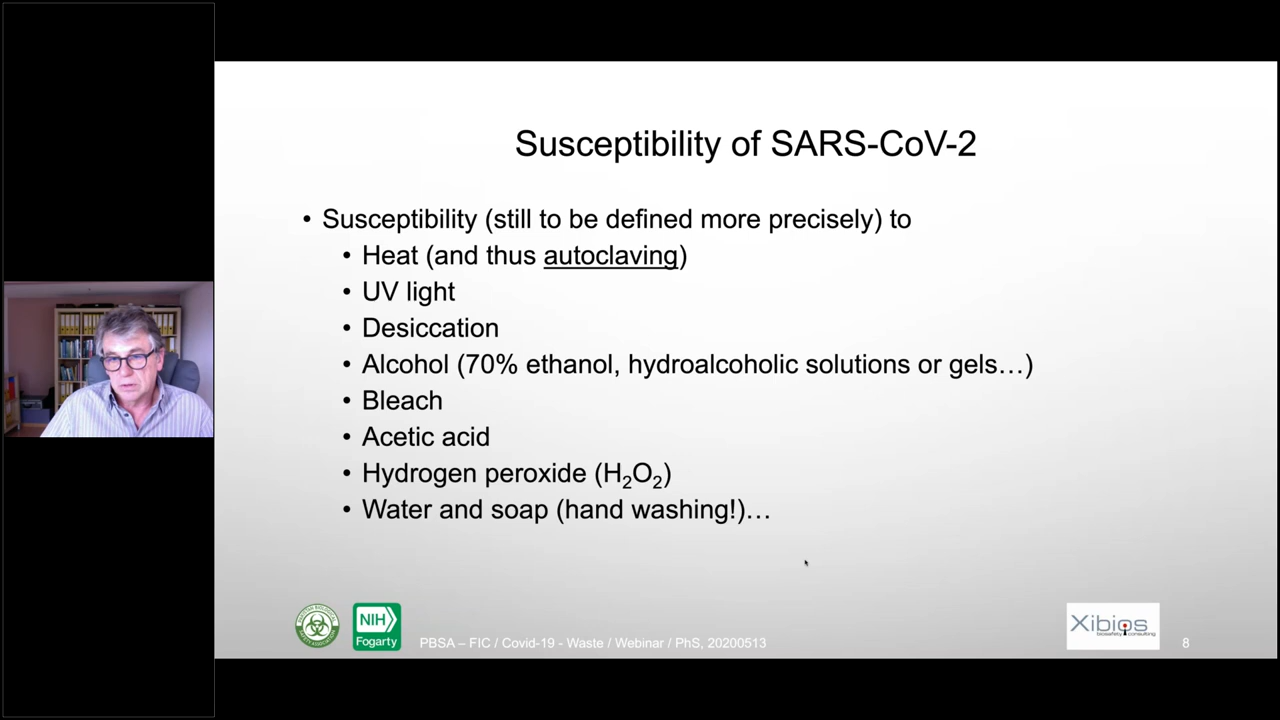 Susceptibility of SARS-CoV-2
• Susceptibility (still to be defined more precisely) to
• Heat (and thus autoclaving)
• UV light
• Desiccation
• Alcohol (70% ethanol, hydroalcoholic solutions or gels…)
• Bleach
• Acetic acid
• Hydrogen peroxide (H₂O₂)
• Water and soap (hand washing!)…
NIH
Fogarty
PBSA – FIC / Covid-19 - Waste / Webinar / PhS, 20200513
Xibios
biosafety consulting
8